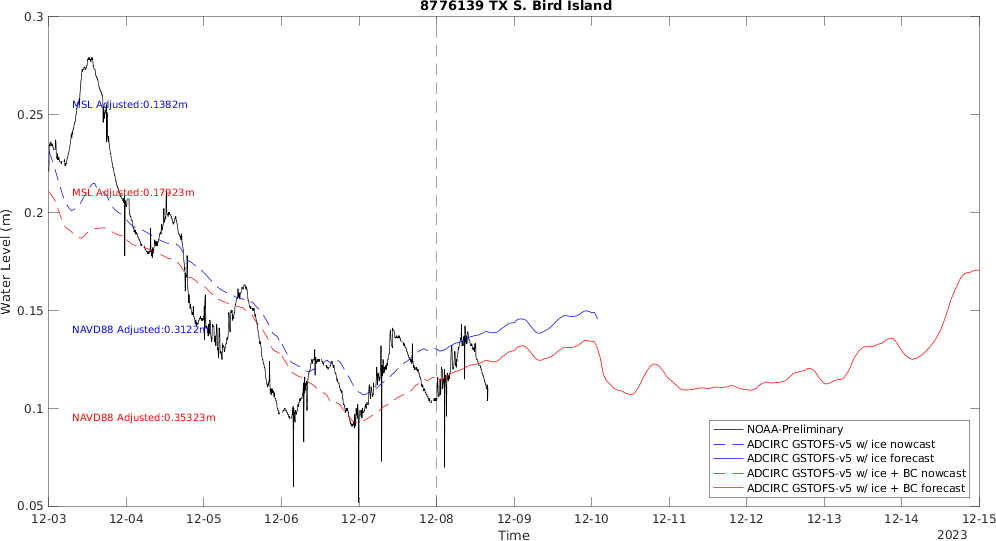 8776139 TX S. Bird Island
0.3
0.25
0.2
0.15
0.1
0.05
Water Level (m)
MSL Adjusted:0.1382m
MSL Adjusted:0.17923m
NAVD88 Adjusted:0.3122m
NAVD88 Adjusted:0.35323m
NOAA-Preliminary
ADCIRC GSTOFS-v5 w/ ice nowcast
ADCIRC GSTOFS-v5 w/ ice forecast
ADCIRC GSTOFS-v5 w/ ice + BC nowcast
ADCIRC GSTOFS-v5 w/ ice + BC forecast
12-03 12-04 12-05 12-06 12-07 12-08 12-09 12-10 12-11 12-12 12-13 12-14 12-15
Time
2023